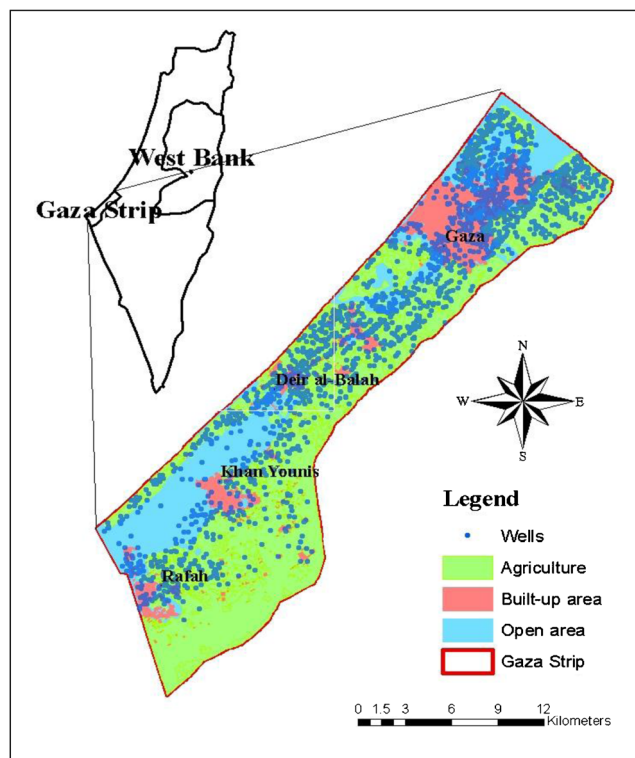 West Bank
Gaza Strip
Gaza
Deir al-Balah
Khan Younis
Rafah
N
W E
S
Legend
Wells
Agriculture
Built-up area
Open area
Gaza Strip
0 1.5 3 6 9 12
Kilometers